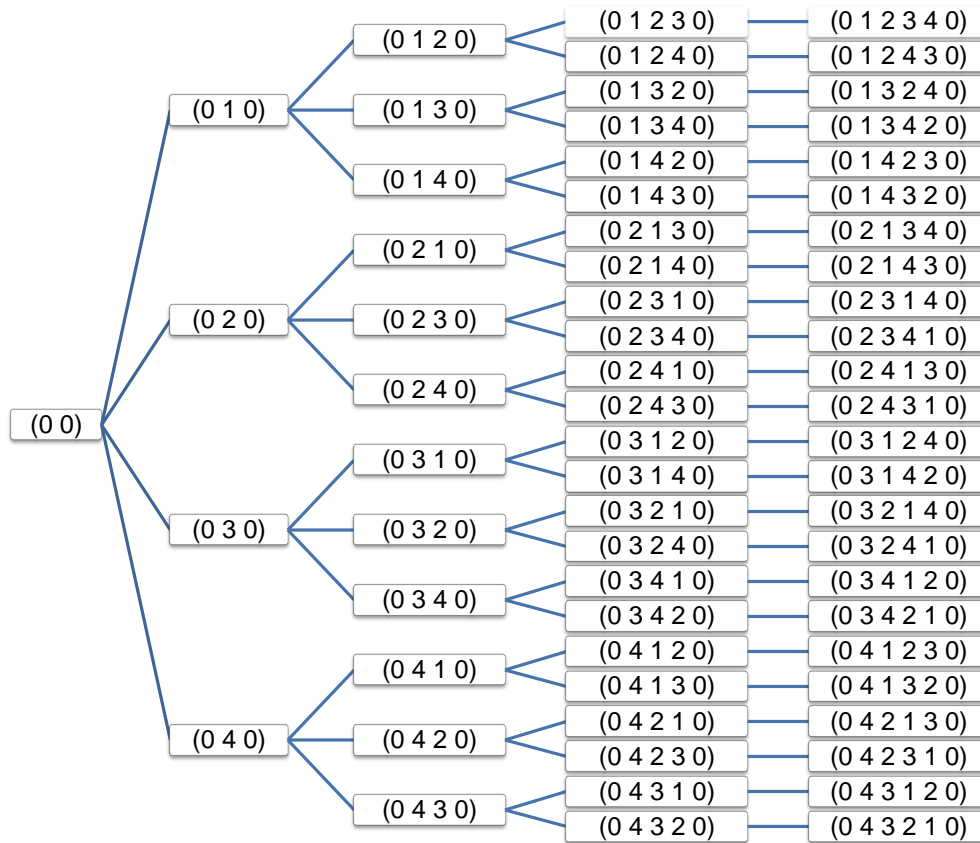 (0 0)
(0 1 0)
(0 2 0)
(0 3 0)
(0 4 0)
(0 1 2 0)
(0 1 3 0)
(0 1 4 0)
(0 2 1 0)
(0 2 3 0)
(0 2 4 0)
(0 3 1 0)
(0 3 2 0)
(0 3 4 0)
(0 4 1 0)
(0 4 2 0)
(0 4 3 0)
(0 1 2 3 0)
(0 1 2 4 0)
(0 1 3 2 0)
(0 1 3 4 0)
(0 1 4 2 0)
(0 1 4 3 0)
(0 2 1 3 0)
(0 2 1 4 0)
(0 2 3 1 0)
(0 2 3 4 0)
(0 2 4 1 0)
(0 2 4 3 0)
(0 3 1 2 0)
(0 3 1 4 0)
(0 3 2 1 0)
(0 3 2 4 0)
(0 3 4 1 0)
(0 3 4 2 0)
(0 4 1 2 0)
(0 4 1 3 0)
(0 4 2 1 0)
(0 4 2 3 0)
(0 4 3 1 0)
(0 4 3 2 0)
(0 1 2 3 4 0)
(0 1 2 4 3 0)
(0 1 3 2 4 0)
(0 1 3 4 2 0)
(0 1 4 2 3 0)
(0 1 4 3 2 0)
(0 2 1 3 4 0)
(0 2 1 4 3 0)
(0 2 3 1 4 0)
(0 2 3 4 1 0)
(0 2 4 1 3 0)
(0 2 4 3 1 0)
(0 3 1 2 4 0)
(0 3 1 4 2 0)
(0 3 2 1 4 0)
(0 3 2 4 1 0)
(0 3 4 1 2 0)
(0 3 4 2 1 0)
(0 4 1 2 3 0)
(0 4 1 3 2 0)
(0 4 2 1 3 0)
(0 4 2 3 1 0)
(0 4 3 1 2 0)
(0 4 3 2 1 0)